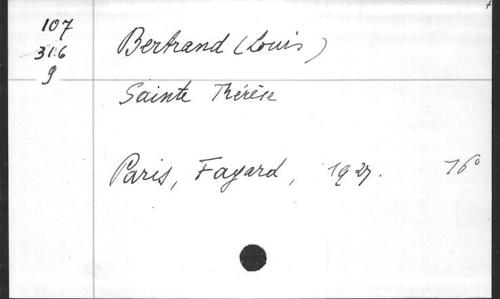 107
316
9
Bertrand (Louis)
Sainte Thérèse
Paris, Fayard, 1927. 16°